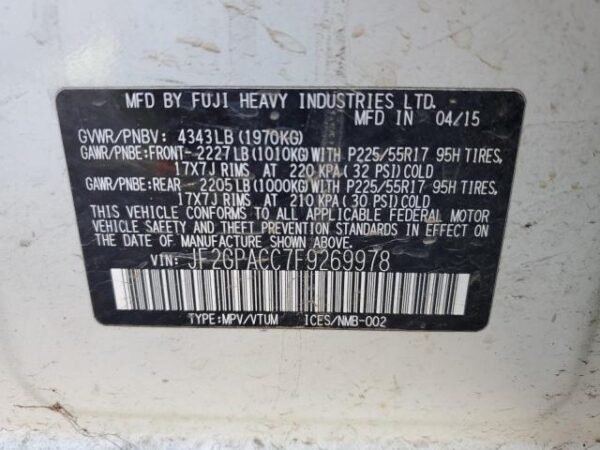 MFD BY FUJI HEAVY INDUSTRIES LTD.
MFD IN 04/15
GVWR/PNBV: 4343LB(1970KG)
GAWR/PNBE:FRONT-2227LB(1010KG)WITH P225/55R17 95H TIRES,
17X7J RIMS AT 220 KPA(32 PSI)COLD
GAWR/PNBE:REAR -2205LB(1000KG)WITH P225/55R17 95H TIRES,
17X7J RIMS AT 210 KPA(30 PSI)COLD
THIS VEHICLE CONFORMS TO ALL APPLICABLE FEDERAL MOTOR
VEHICLE SAFETY AND THEFT PREVENTION STANDARDS IN EFFECT ON
THE DATE OF MANUFACTURE SHOWN ABOVE.
VIN: JF2GPACC7F9269978
TYPE:MPV/VTUM ICES/NMB-002